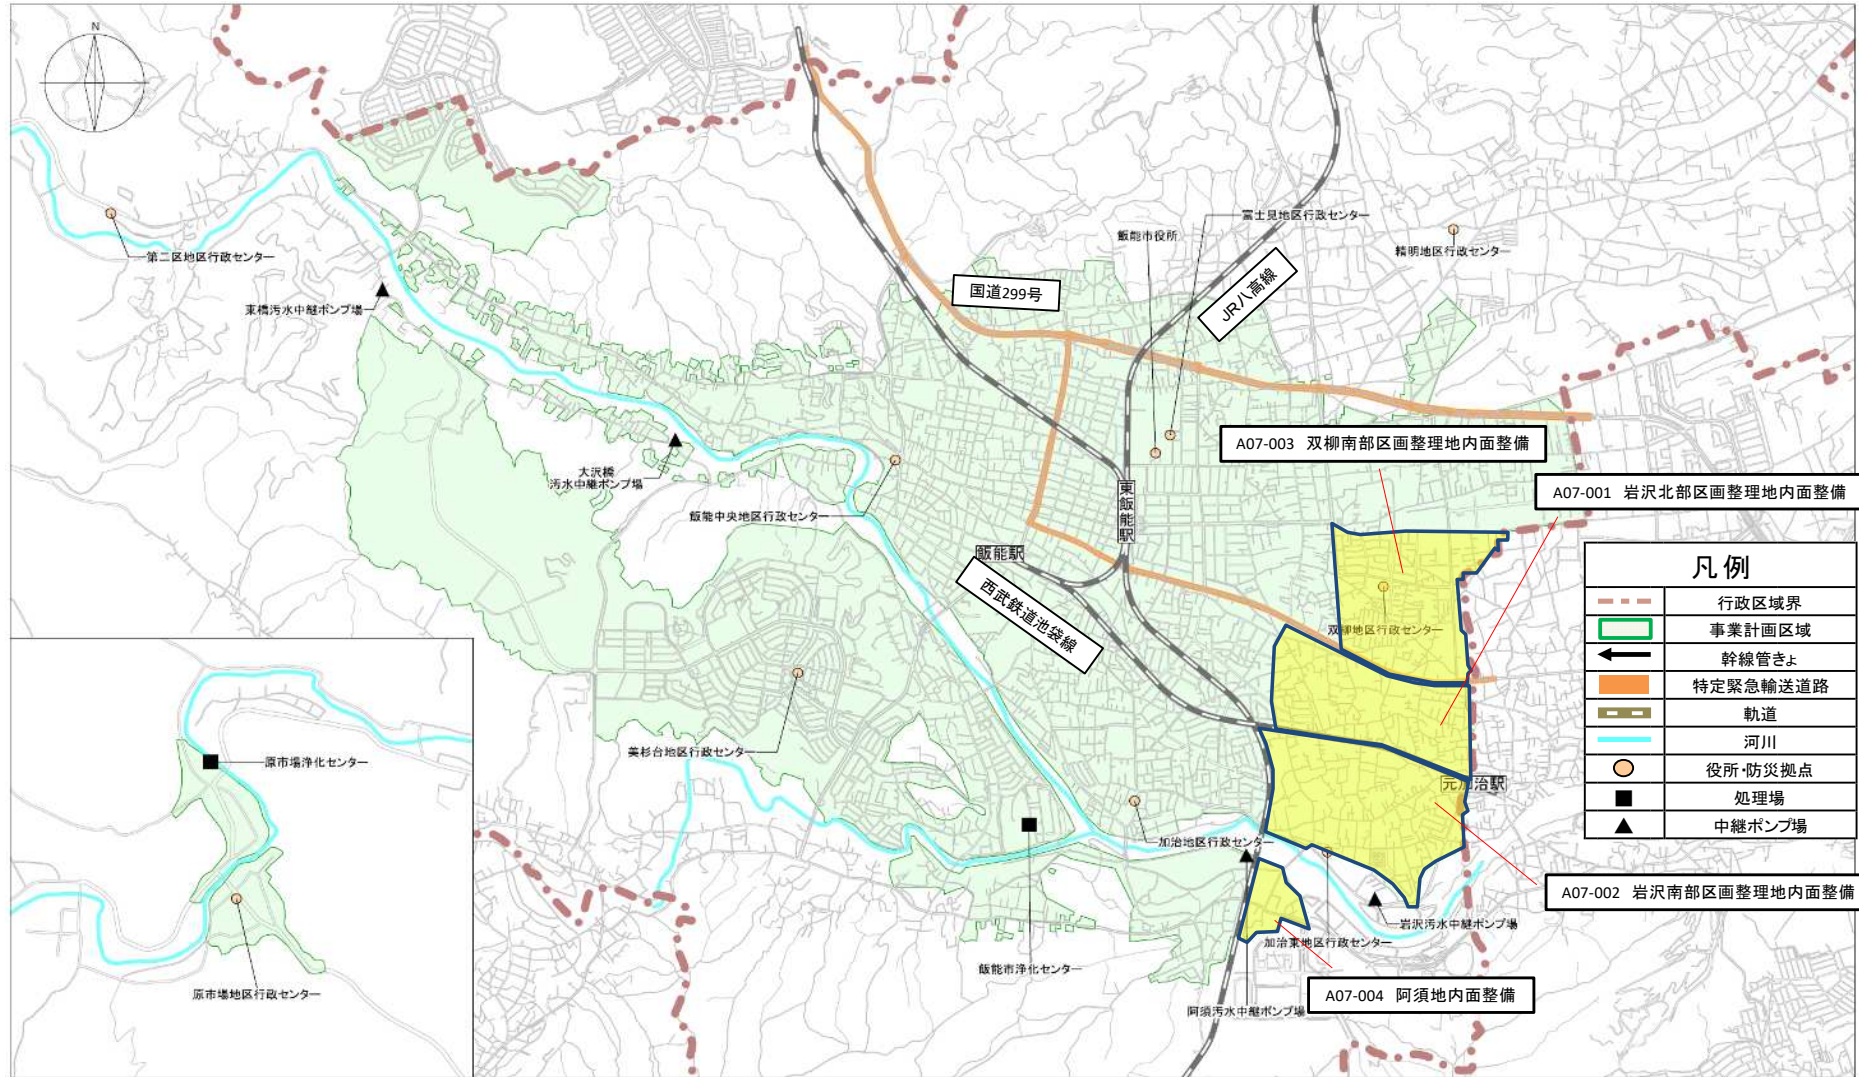 N
富士見地区行政センター
飯能市役所
精明地区行政センター
第二区地区行政センター
国道299号
JR八高線
東橋汚水中継ポンプ場
A07-003 双柳南部区画整理地内面整備
大沢橋
汚水中継ポンプ場
A07-001 岩沢北部区画整理地内面整備
飯能中央地区行政センター
東飯能駅
飯能駅
西武鉄道池袋線
双柳地区行政センター
凡例
行政区域界
事業計画区域
幹線管きょ
特定緊急輸送道路
軌道
河川
役所・防災拠点
処理場
中継ポンプ場
美杉台地区行政センター
原市場浄化センター
元加治駅
加治地区行政センター
A07-002 岩沢南部区画整理地内面整備
岩沢汚水中継ポンプ場
加治東地区行政センター
飯能市浄化センター
原市場地区行政センター
A07-004 阿須地内面整備
阿須汚水中継ポンプ場